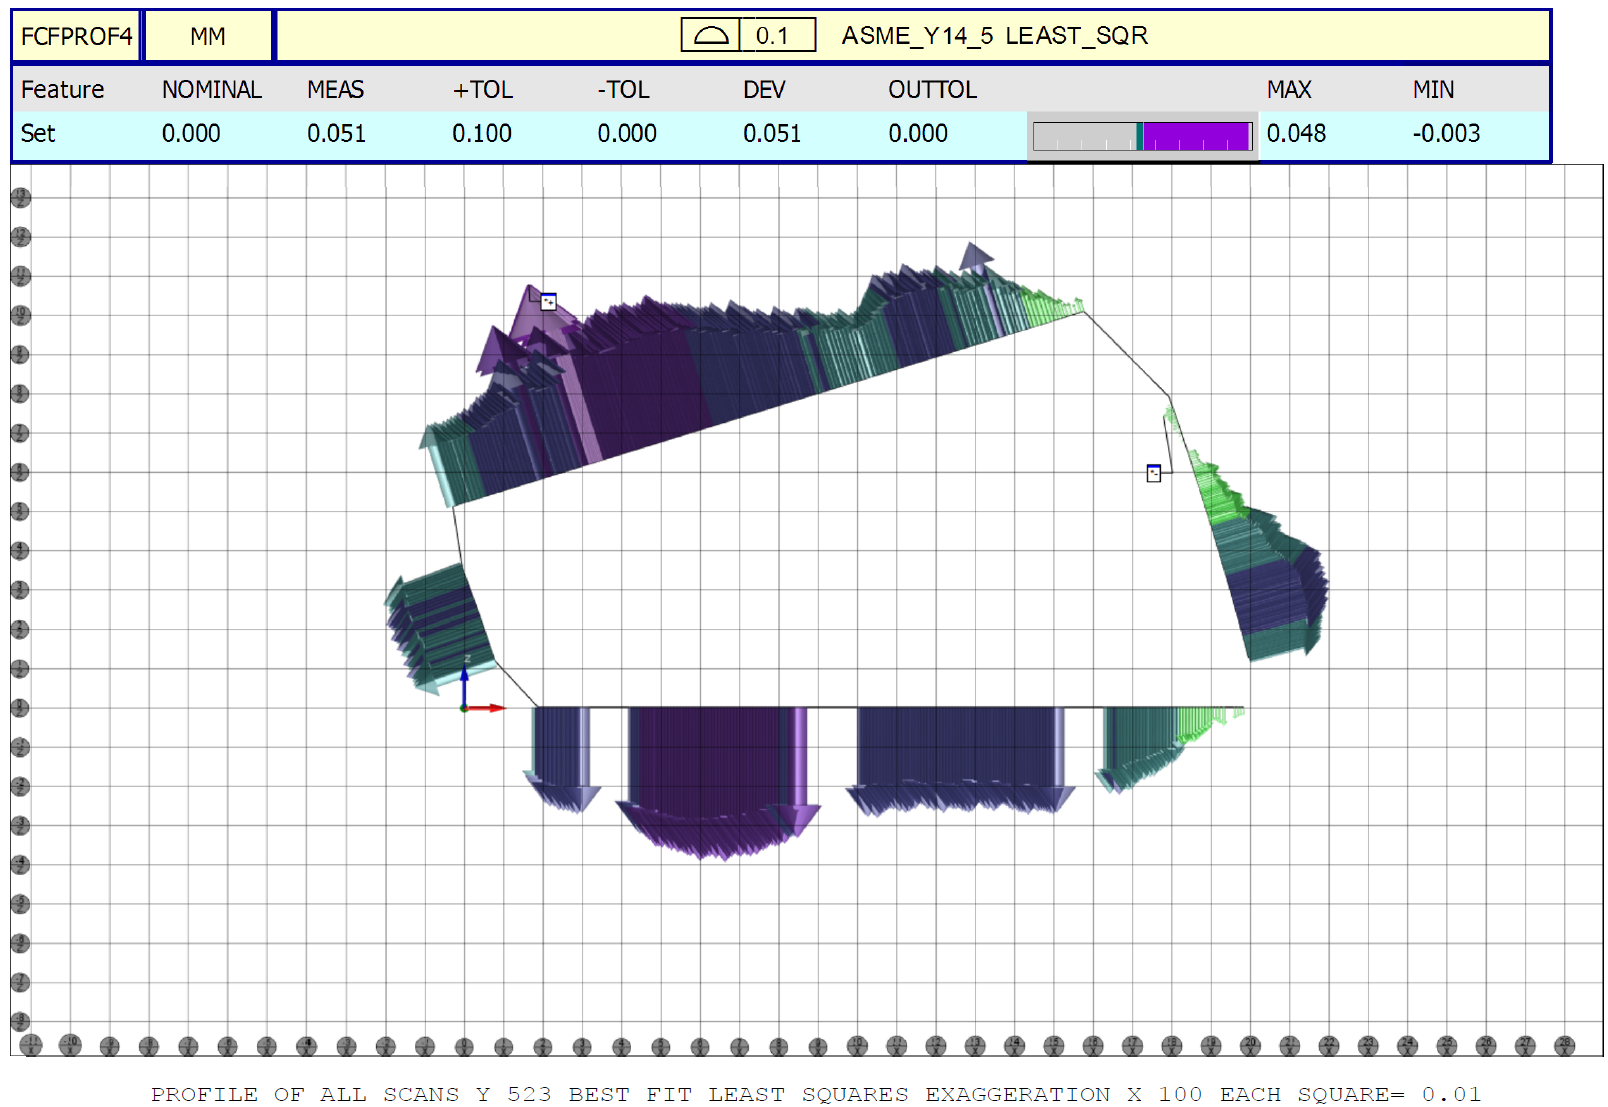 FCFPROF4 MM 0.1 ASME_Y14_5 LEAST_SQR
Feature NOMINAL MEAS +TOL -TOL DEV OUTTOL MAX MIN
Set 0.000 0.051 0.100 0.000 0.051 0.000 0.048 -0.003
PROFILE OF ALL SCANS Y 523 BEST FIT LEAST SQUARES EXAGGERATION X 100 EACH SQUARE= 0.01